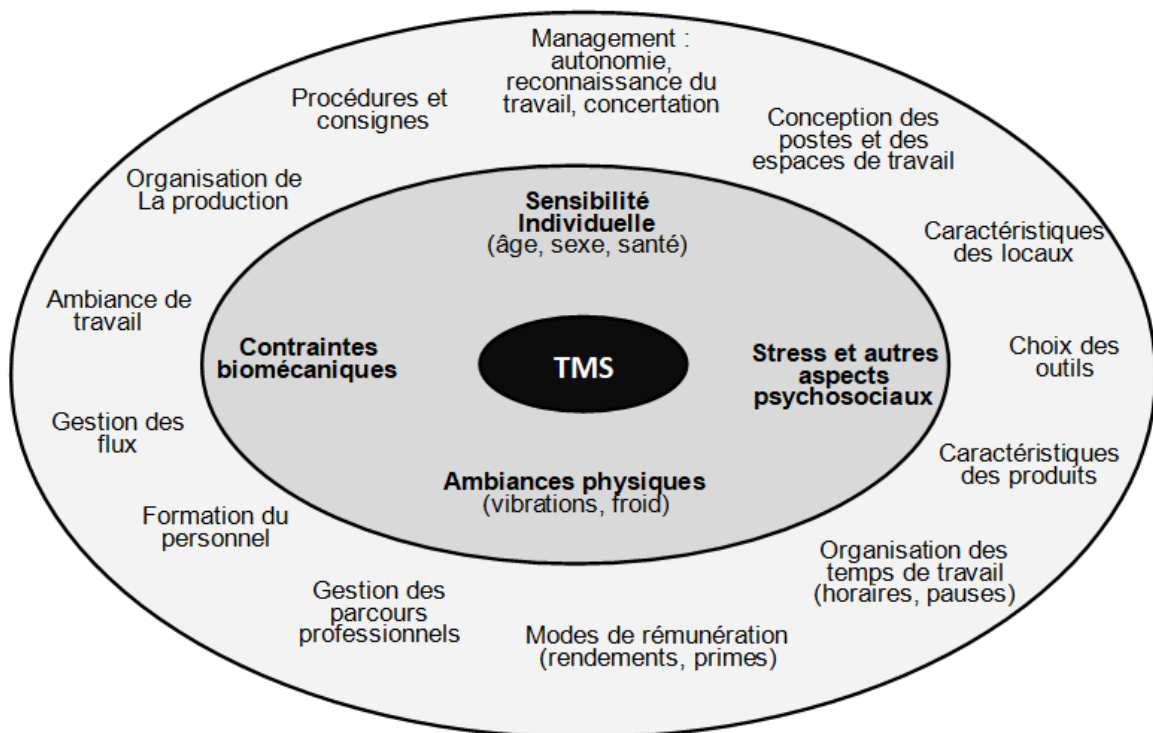 Management :
autonomie,
reconnaissance du
travail, concertation
Procédures et
consignes
Conception des
postes et des
espaces de travail
Organisation de
La production
Sensibilité
Individuelle
(âge, sexe, santé)
Caractéristiques
des locaux
Ambiance de
travail
Contraintes
biomécaniques
TMS
Stress et autres
aspects
psychosociaux
Choix des
outils
Gestion des
flux
Caractéristiques
des produits
Ambiances physiques
(vibrations, froid)
Formation du
personnel
Organisation des
temps de travail
(horaires, pauses)
Gestion des
parcours
professionnels
Modes de rémunération
(rendements, primes)